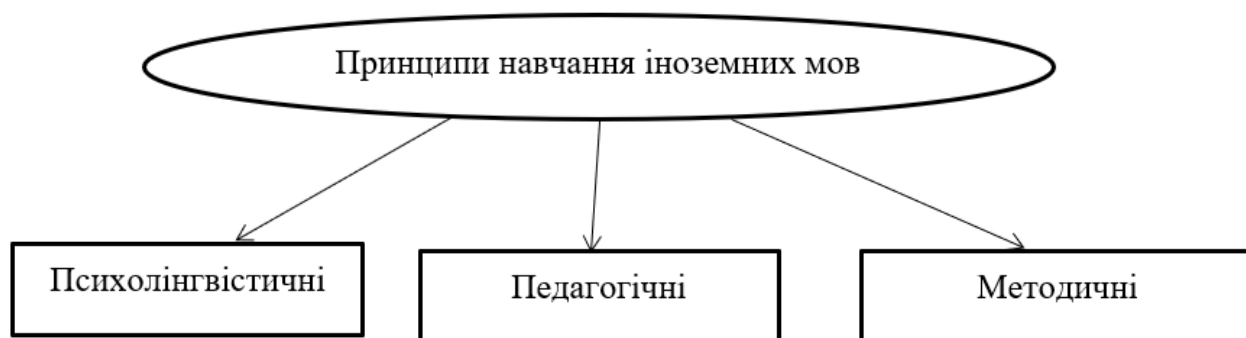 Принципи навчання іноземних мов
Психолінгвістичні
Педагогічні
Методичні